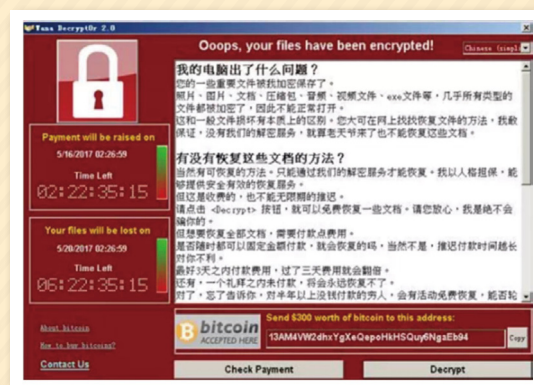 Wana Decrypt0r 2.0
Ooops, your files have been encrypted!
Chinese (simpl
我的电脑出了什么问题？
您的一些重要文件被我加密保存了。
照片、图片、文档、压缩包、音频、视频文件、exe文件等，几乎所有类型的
文件都被加密了，因此不能正常打开。
这和一般文件损坏有本质上的区别。您大可在网上找找恢复文件的方法，我敢
保证，没有我们的解密服务，就算老天爷来了也不能恢复这些文档。
有没有恢复这些文档的方法？
当然有可恢复的方法。只能通过我们的解密服务才能恢复。我以人格担保，能
够提供安全有效的恢复服务。
但这是收费的，也不能无限期的推迟。
请点击 <Decrypt> 按钮，就可以免费恢复一些文档。请您放心，我是绝不会
骗你的。
但想要恢复全部文档，需要付款点费用。
是否随时都可以固定金额付款，就会恢复的吗，当然不是，推迟付款时间越长
对你不利。
最好3天之内付款费用，过了三天费用就会翻倍。
还有，一个礼拜之内未付款，将会永远恢复不了。
对了，忘了告诉你，对半年以上没钱付款的穷人，会有活动免费恢复，能否轮
Payment will be raised on
5/16/2017 02:26:59
Time Left
02:22:35:15
Your files will be lost on
5/20/2017 02:26:59
Time Left
06:22:35:15
About bitcoin
How to buy bitcoins?
Contact Us
bitcoin
ACCEPTED HERE
Send $300 worth of bitcoin to this address:
13AM4VW2dhxYgXeQepoHkHSQuy6NgaEb94
Copy
Check Payment
Decrypt